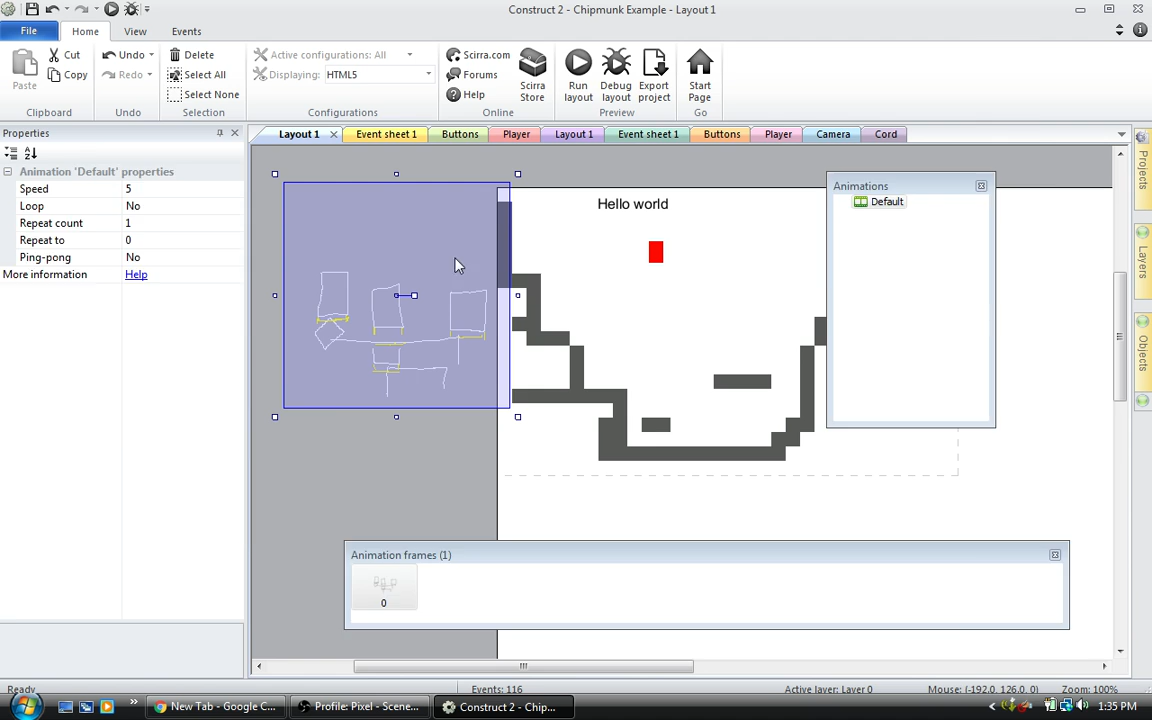 Construct 2 - Chipmunk Example - Layout 1
File
Home
View
Events
Paste
Cut
Copy
Clipboard
Undo
Redo
Undo
Delete
Select All
Select None
Selection
Active configurations: All
Displaying:
HTML5
Configurations
Scirra.com
Forums
Help
Scirra Store
Online
Run layout
Debug layout
Export project
Preview
Start Page
Go
Properties
Layout 1
Event sheet 1
Buttons
Player
Layout 1
Event sheet 1
Buttons
Player
Camera
Cord
Animation 'Default' properties
Speed 5
Loop No
Repeat count 1
Repeat to 0
Ping-pong No
More information Help
Hello world
Animations
Default
Projects
Layers
Objects
Animation frames (1)
0
Ready
Events: 116
Active layer: Layer 0
Mouse: (-192.0, 126.0, 0)
Zoom: 100%
New Tab - Google C...
Profile: Pixel - Scene...
Construct 2 - Chip...
1:35 PM